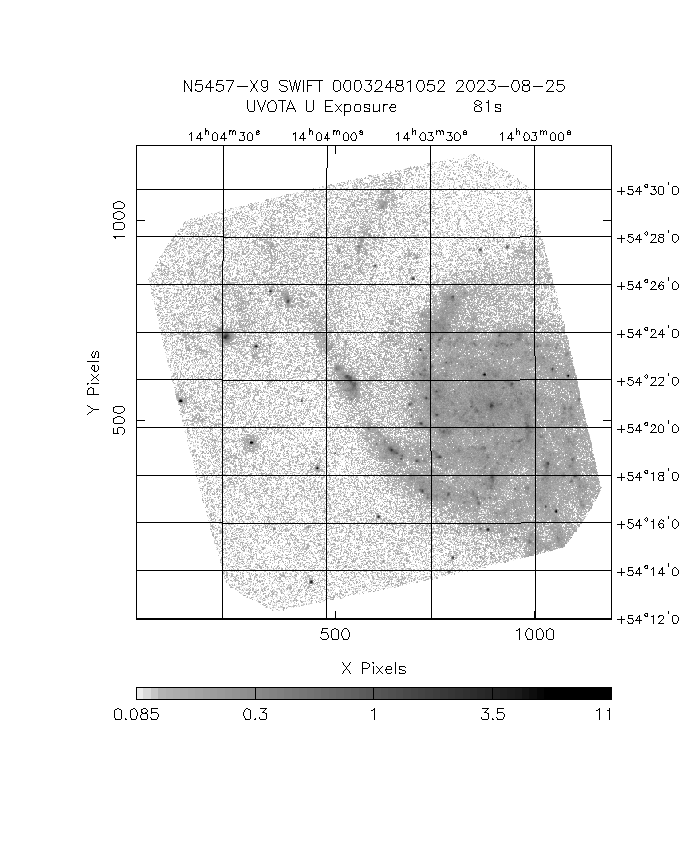 N5457-X9 SWIFT 00032481052 2023-08-25
UVOTA U Exposure 81s
14h04m30s 14h04m00s 14h03m30s 14h03m00s
+54°30'0
1000
+54°28'0
+54°26'0
+54°24'0
+54°22'0
Y Pixels
500
+54°20'0
+54°18'0
+54°16'0
+54°14'0
+54°12'0
500 1000
X Pixels
0.085 0.3 1 3.5 11